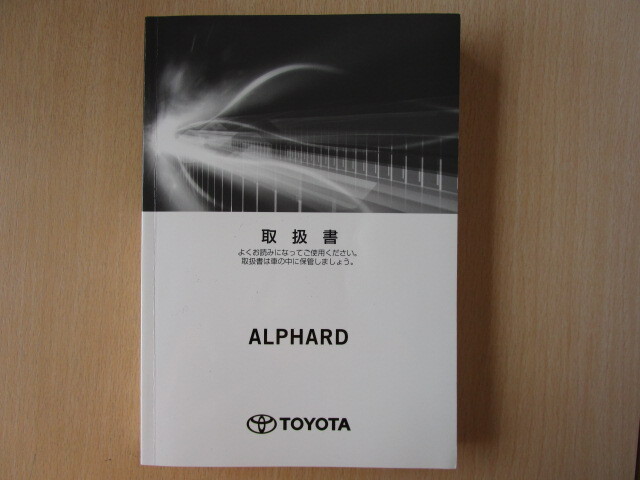 取扱書
よくお読みになってご使用ください。
取扱書は車の中に保管しましょう。
ALPHARD
TOYOTA